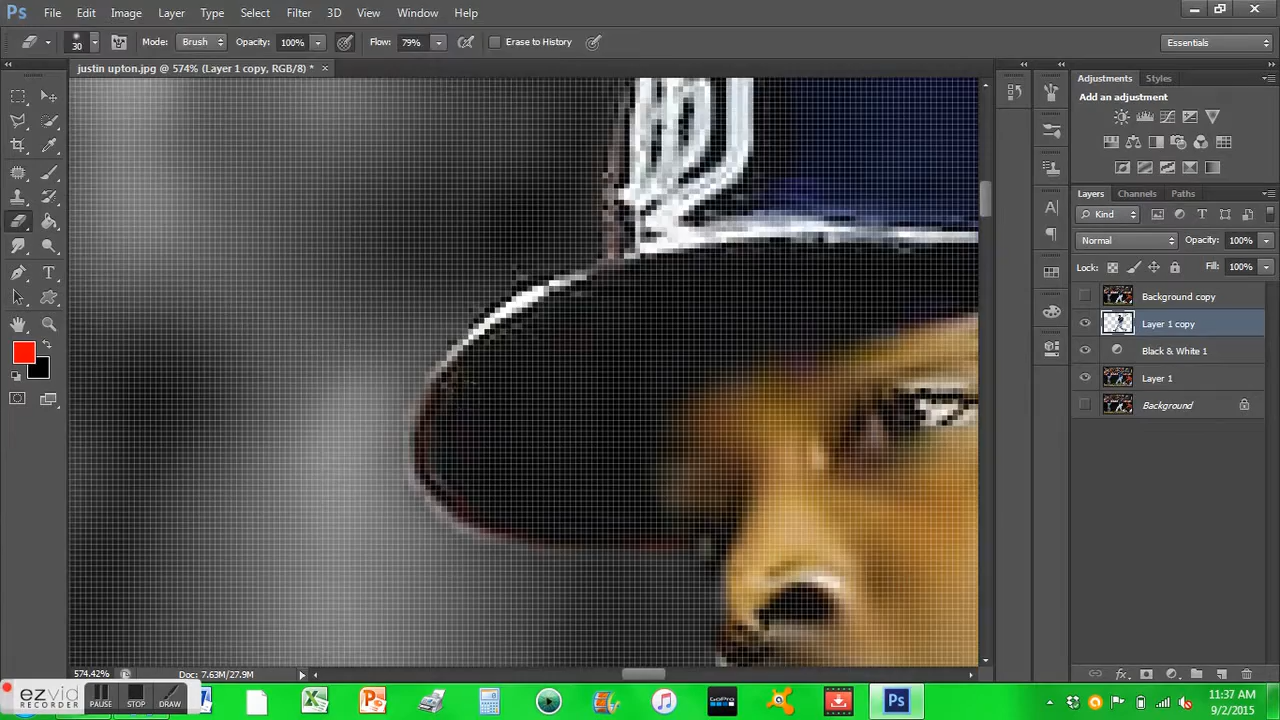 Ps File Edit Image Layer Type Select Filter 3D View Window Help
30 Mode: Brush Opacity: 100% Flow: 79% Erase to History Essentials
justin upton.jpg @ 574% (Layer 1 copy, RGB/8) *
Adjustments Styles
Add an adjustment
Layers Channels Paths
Kind
Normal Opacity: 100%
Lock: Fill: 100%
Background copy
Layer 1 copy
Black & White 1
Layer 1
Background
574.42% Doc: 7.63M/27.9M
ezvid
RECORDER
PAUSE STOP DRAW
GoPro
Ps
11:37 AM
9/2/2015